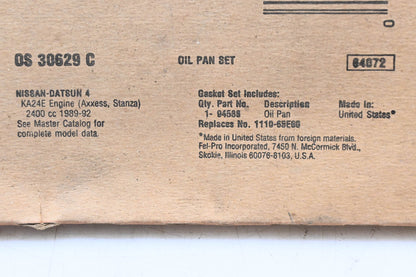 OS 30629 C
OIL PAN SET
64872
NISSAN-DATSUN 4
KA24E Engine (Axxess, Stanza)
2400 cc 1989-92
See Master Catalog for
complete model data.
Gasket Set Includes:
Qty. Part No. Description Made in:
1- 94586 Oil Pan United States*
Replaces No.
*Made in United States from foreign materials.
Fel-Pro Incorporated, 7450 N. McCormick Blvd.,
Skokie, Illinois 60076-8103, U.S.A.